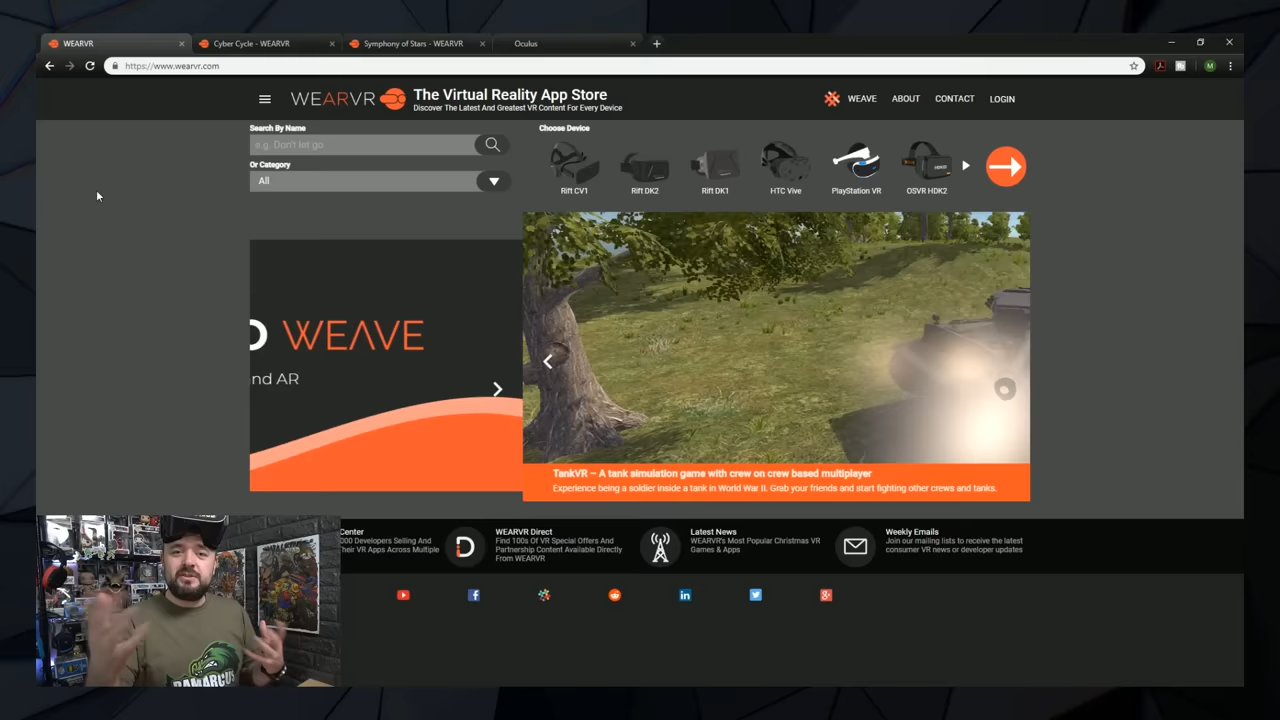 WEARVR
Cyber Cycle - WEARVR
Symphony of Stars - WEARVR
Oculus
https://www.wearvr.com
M
WEARVR
The Virtual Reality App Store
Discover The Latest And Greatest VR Content For Every Device
WEAVE
ABOUT
CONTACT
LOGIN
Search By Name
e.g. Don't let go
Or Category
All
Choose Device
Rift CV1
Rift DK2
Rift DK1
HTC Vive
PlayStation VR
OSVR HDK2
WEAVE
nd AR
TankVR – A tank simulation game with crew on crew based multiplayer
Experience being a soldier inside a tank in World War II. Grab your friends and start fighting other crews and tanks.
Center
000 Developers Selling And
heir VR Apps Across Multiple
WEARVR Direct
Find 100s Of VR Special Offers And
Partnership Content Available Directly
From WEARVR
Latest News
WEARVR's Most Popular Christmas VR
Games & Apps
Weekly Emails
Join our mailing lists to receive the latest
consumer VR news or developer updates